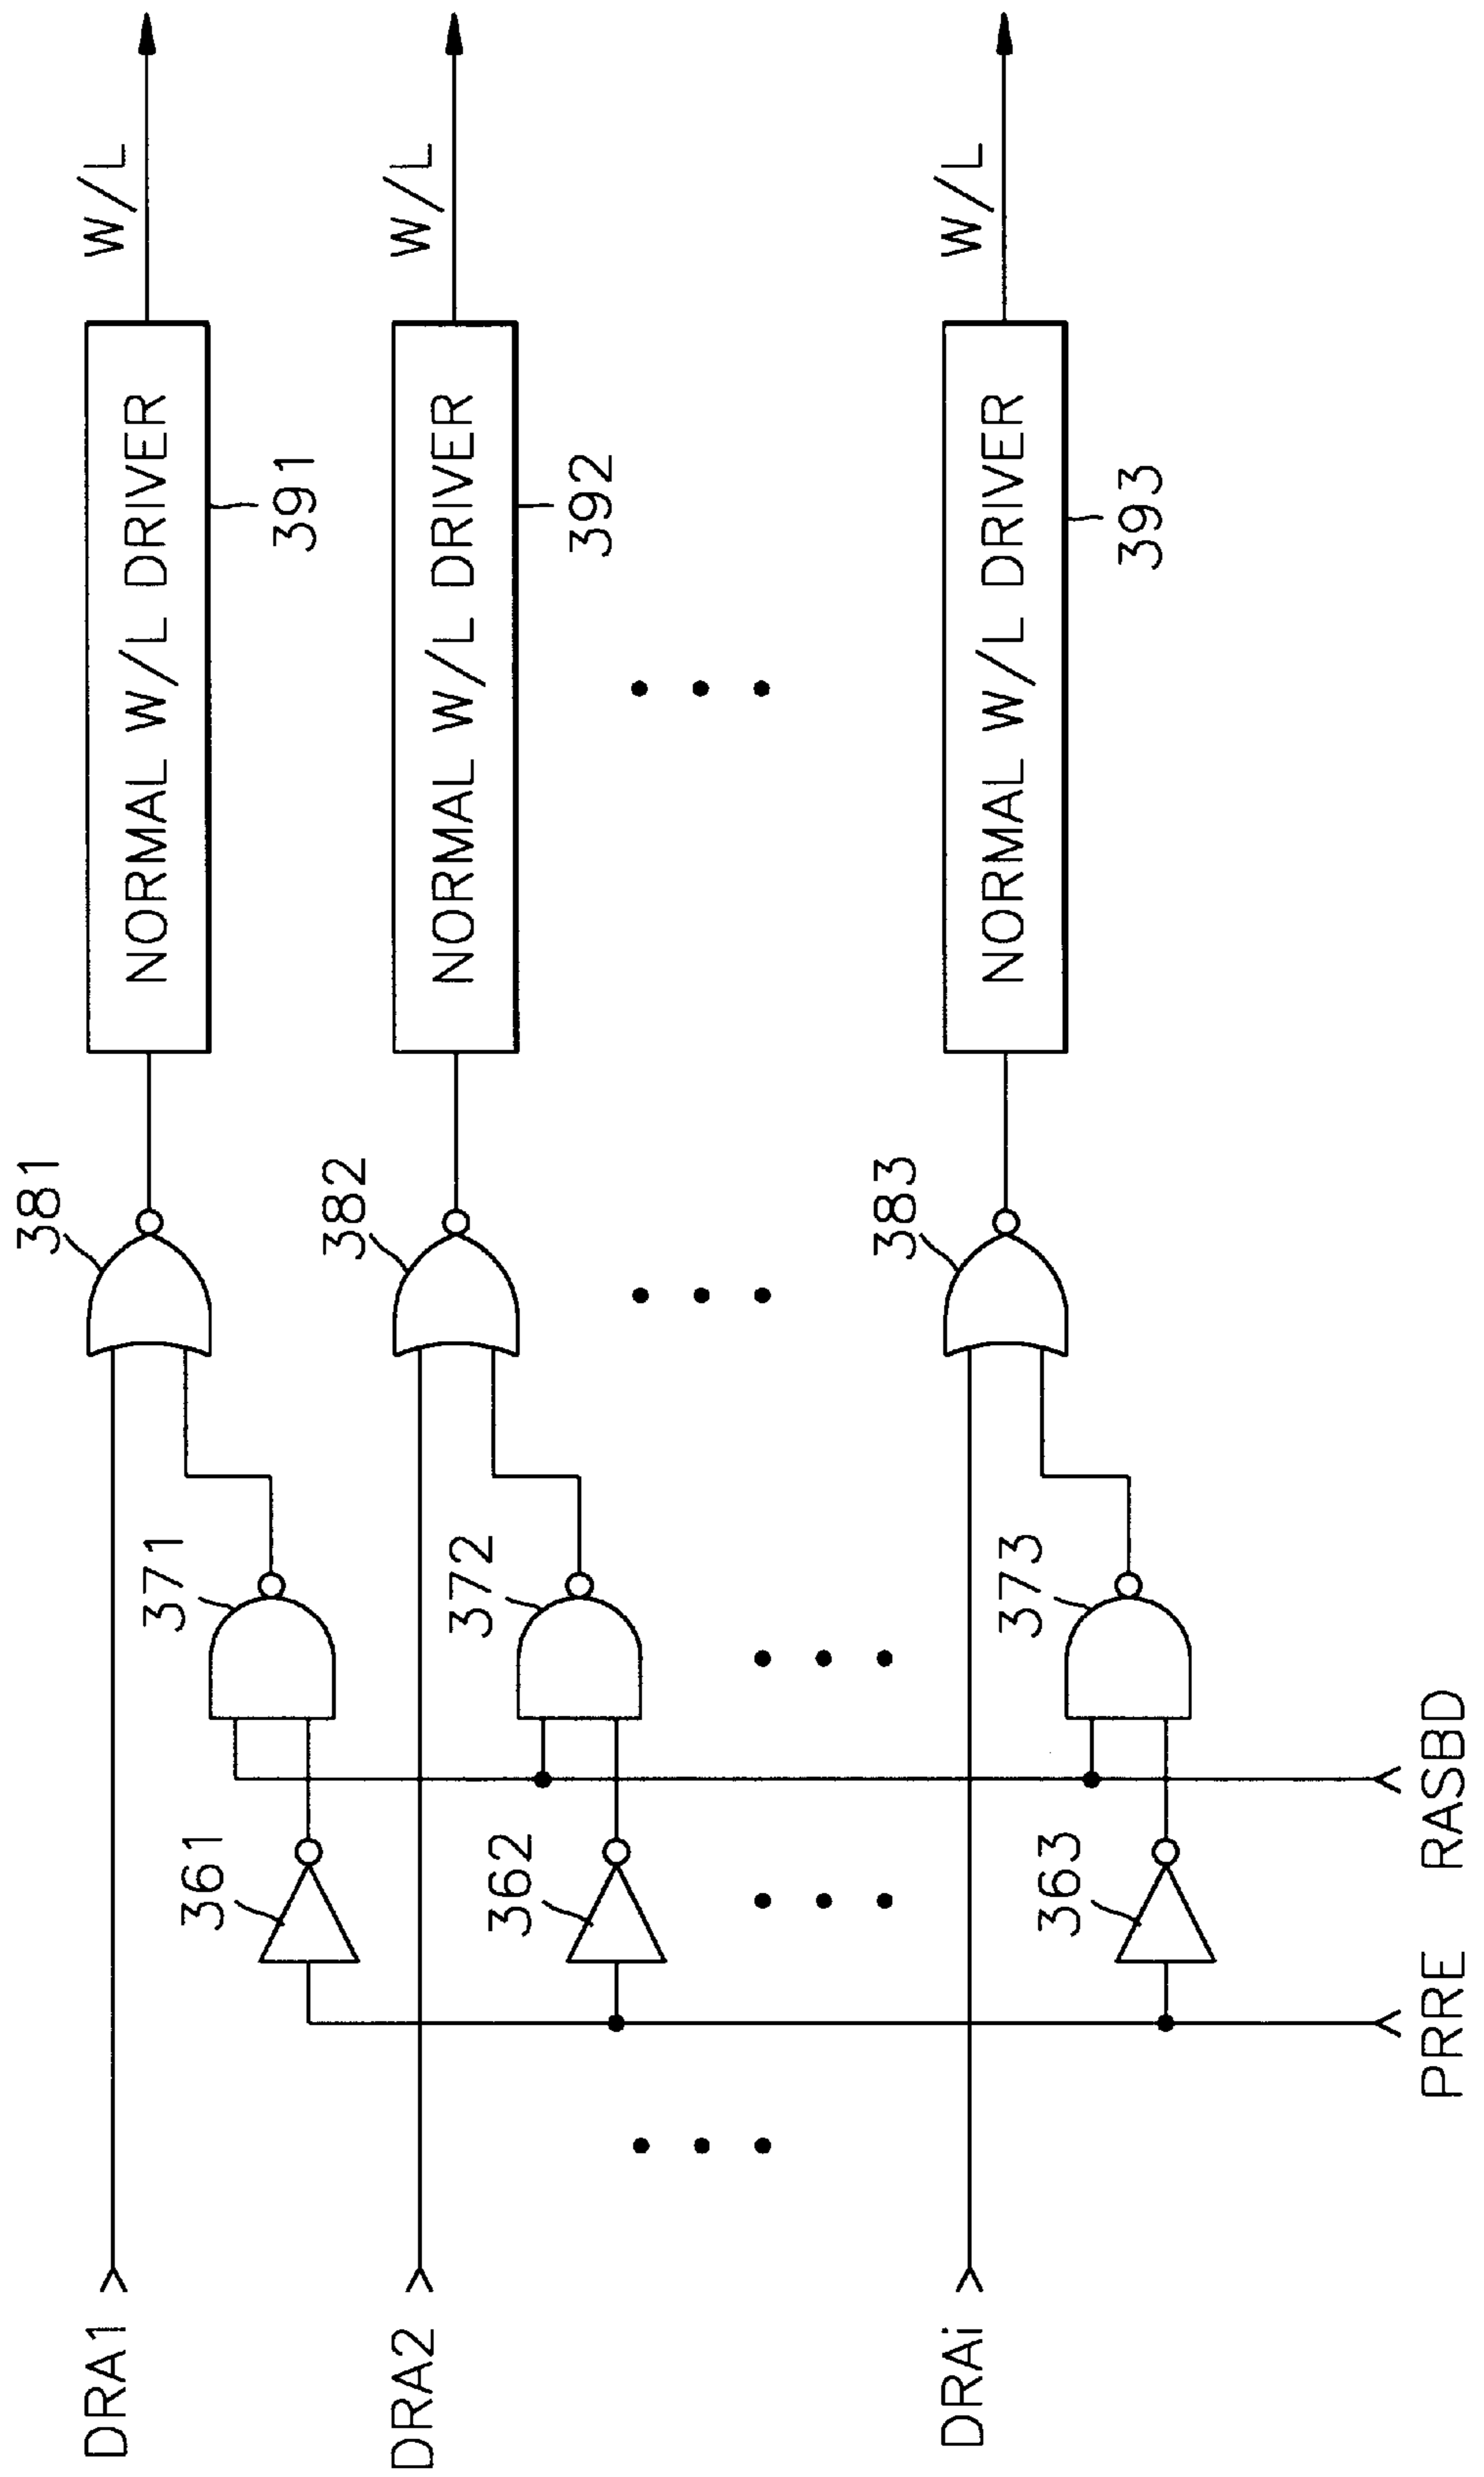 DRA1
361
371
381
NORMAL W/L DRIVER
391
W/L
DRA2
362
372
382
NORMAL W/L DRIVER
392
W/L
DRAi
363
373
383
NORMAL W/L DRIVER
393
W/L
PRRE
RASBD